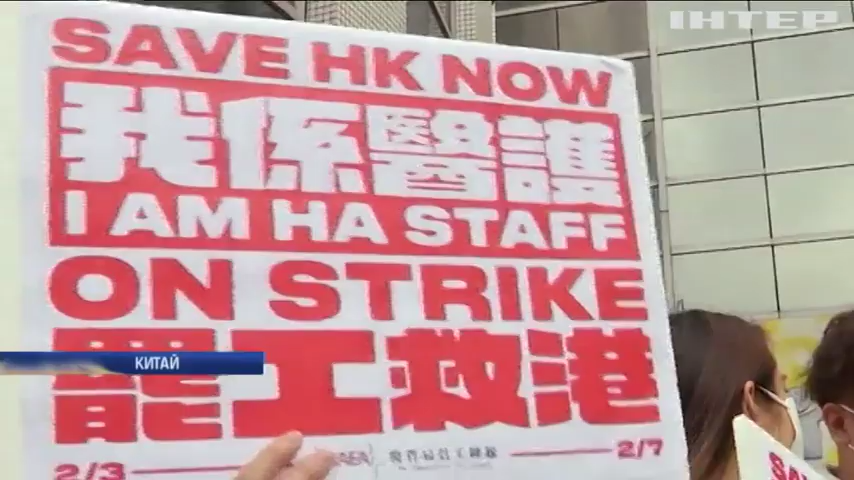 ІНТЕР
SAVE HK NOW
我係醫護
I AM HA STAFF
ON STRIKE
罷工救港
КИТАЙ
2/3
2/7
SA